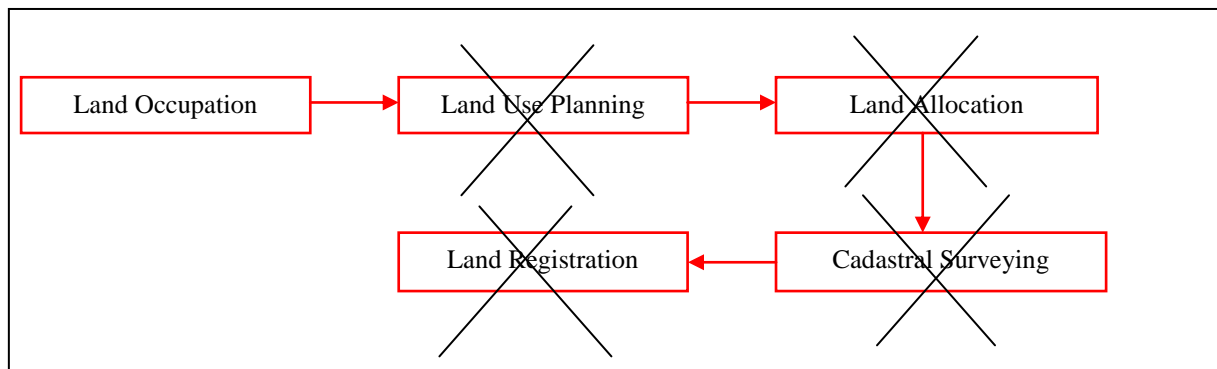 Land Occupation
Land Use Planning
Land Allocation
Cadastral Surveying
Land Registration